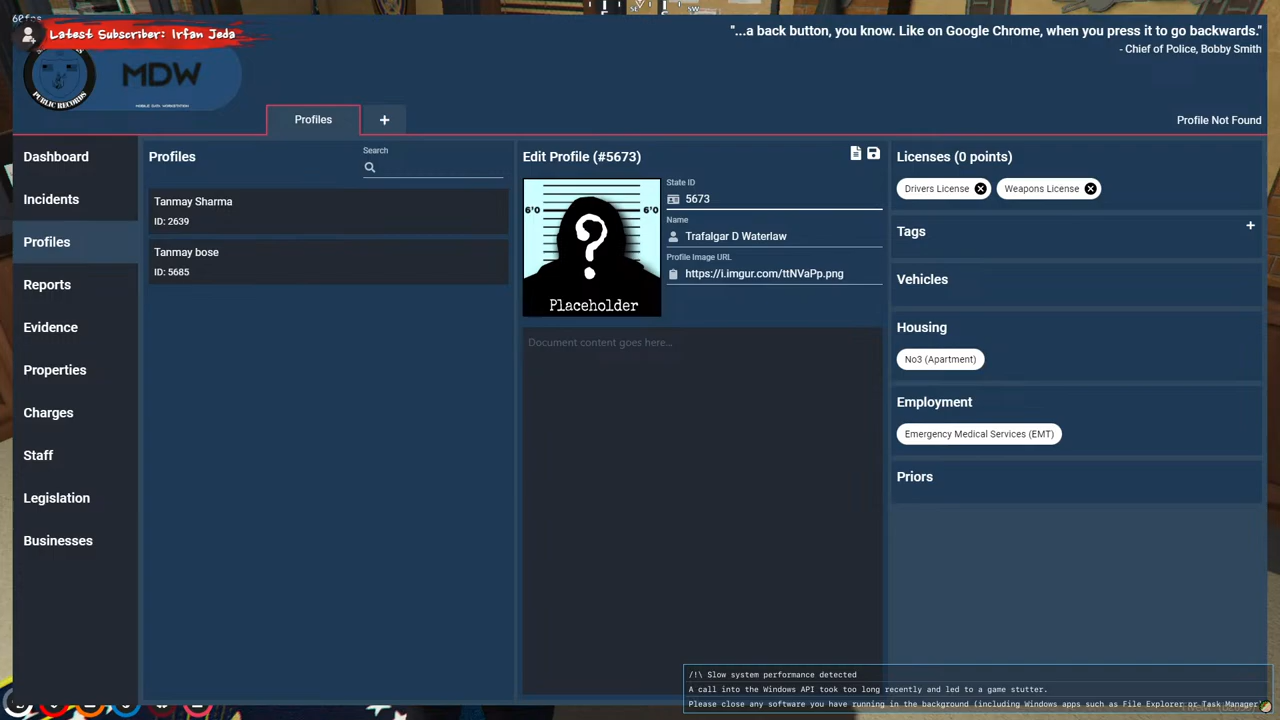 60fps
Latest Subscriber: Irfan Jeda
"...a back button, you know. Like on Google Chrome, when you press it to go backwards."
- Chief of Police, Bobby Smith
PUBLIC RECORDS
MDW
MOBILE DATA WORKSTATION
Profiles
+
Profile Not Found
Dashboard
Incidents
Profiles
Reports
Evidence
Properties
Charges
Staff
Legislation
Businesses
Profiles
Search
Tanmay Sharma
ID: 2639
Tanmay bose
ID: 5685
Edit Profile (#5673)
6'0 6'0
?
Placeholder
State ID
5673
Name
Trafalgar D Waterlaw
Profile Image URL
https://i.imgur.com/ttNVaPp.png
Document content goes here...
Licenses (0 points)
Drivers License
Weapons License
Tags
+
Vehicles
Housing
No3 (Apartment)
Employment
Emergency Medical Services (EMT)
Priors
/!\ Slow system performance detected
A call into the Windows API took too long recently and led to a game stutter.
Please close any software you have running in the background (including Windows apps such as File Explorer or Task Manager